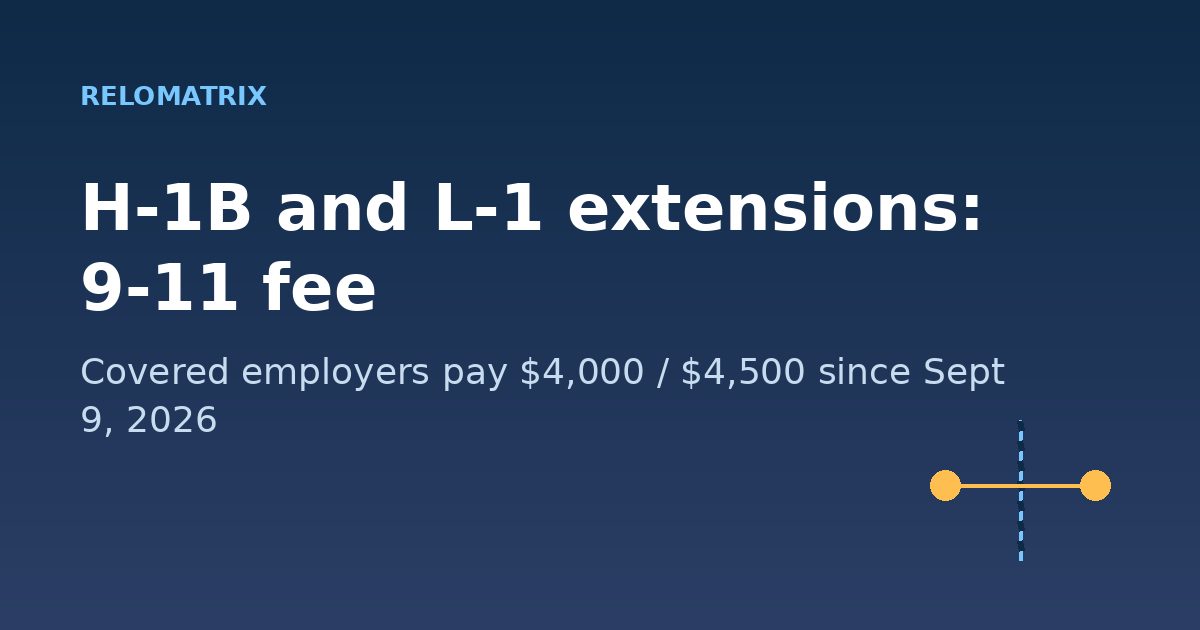 RELOMATRIX
H-1B and L-1 extensions:
9-11 fee
Covered employers pay $4,000 / $4,500 since Sept
9, 2026